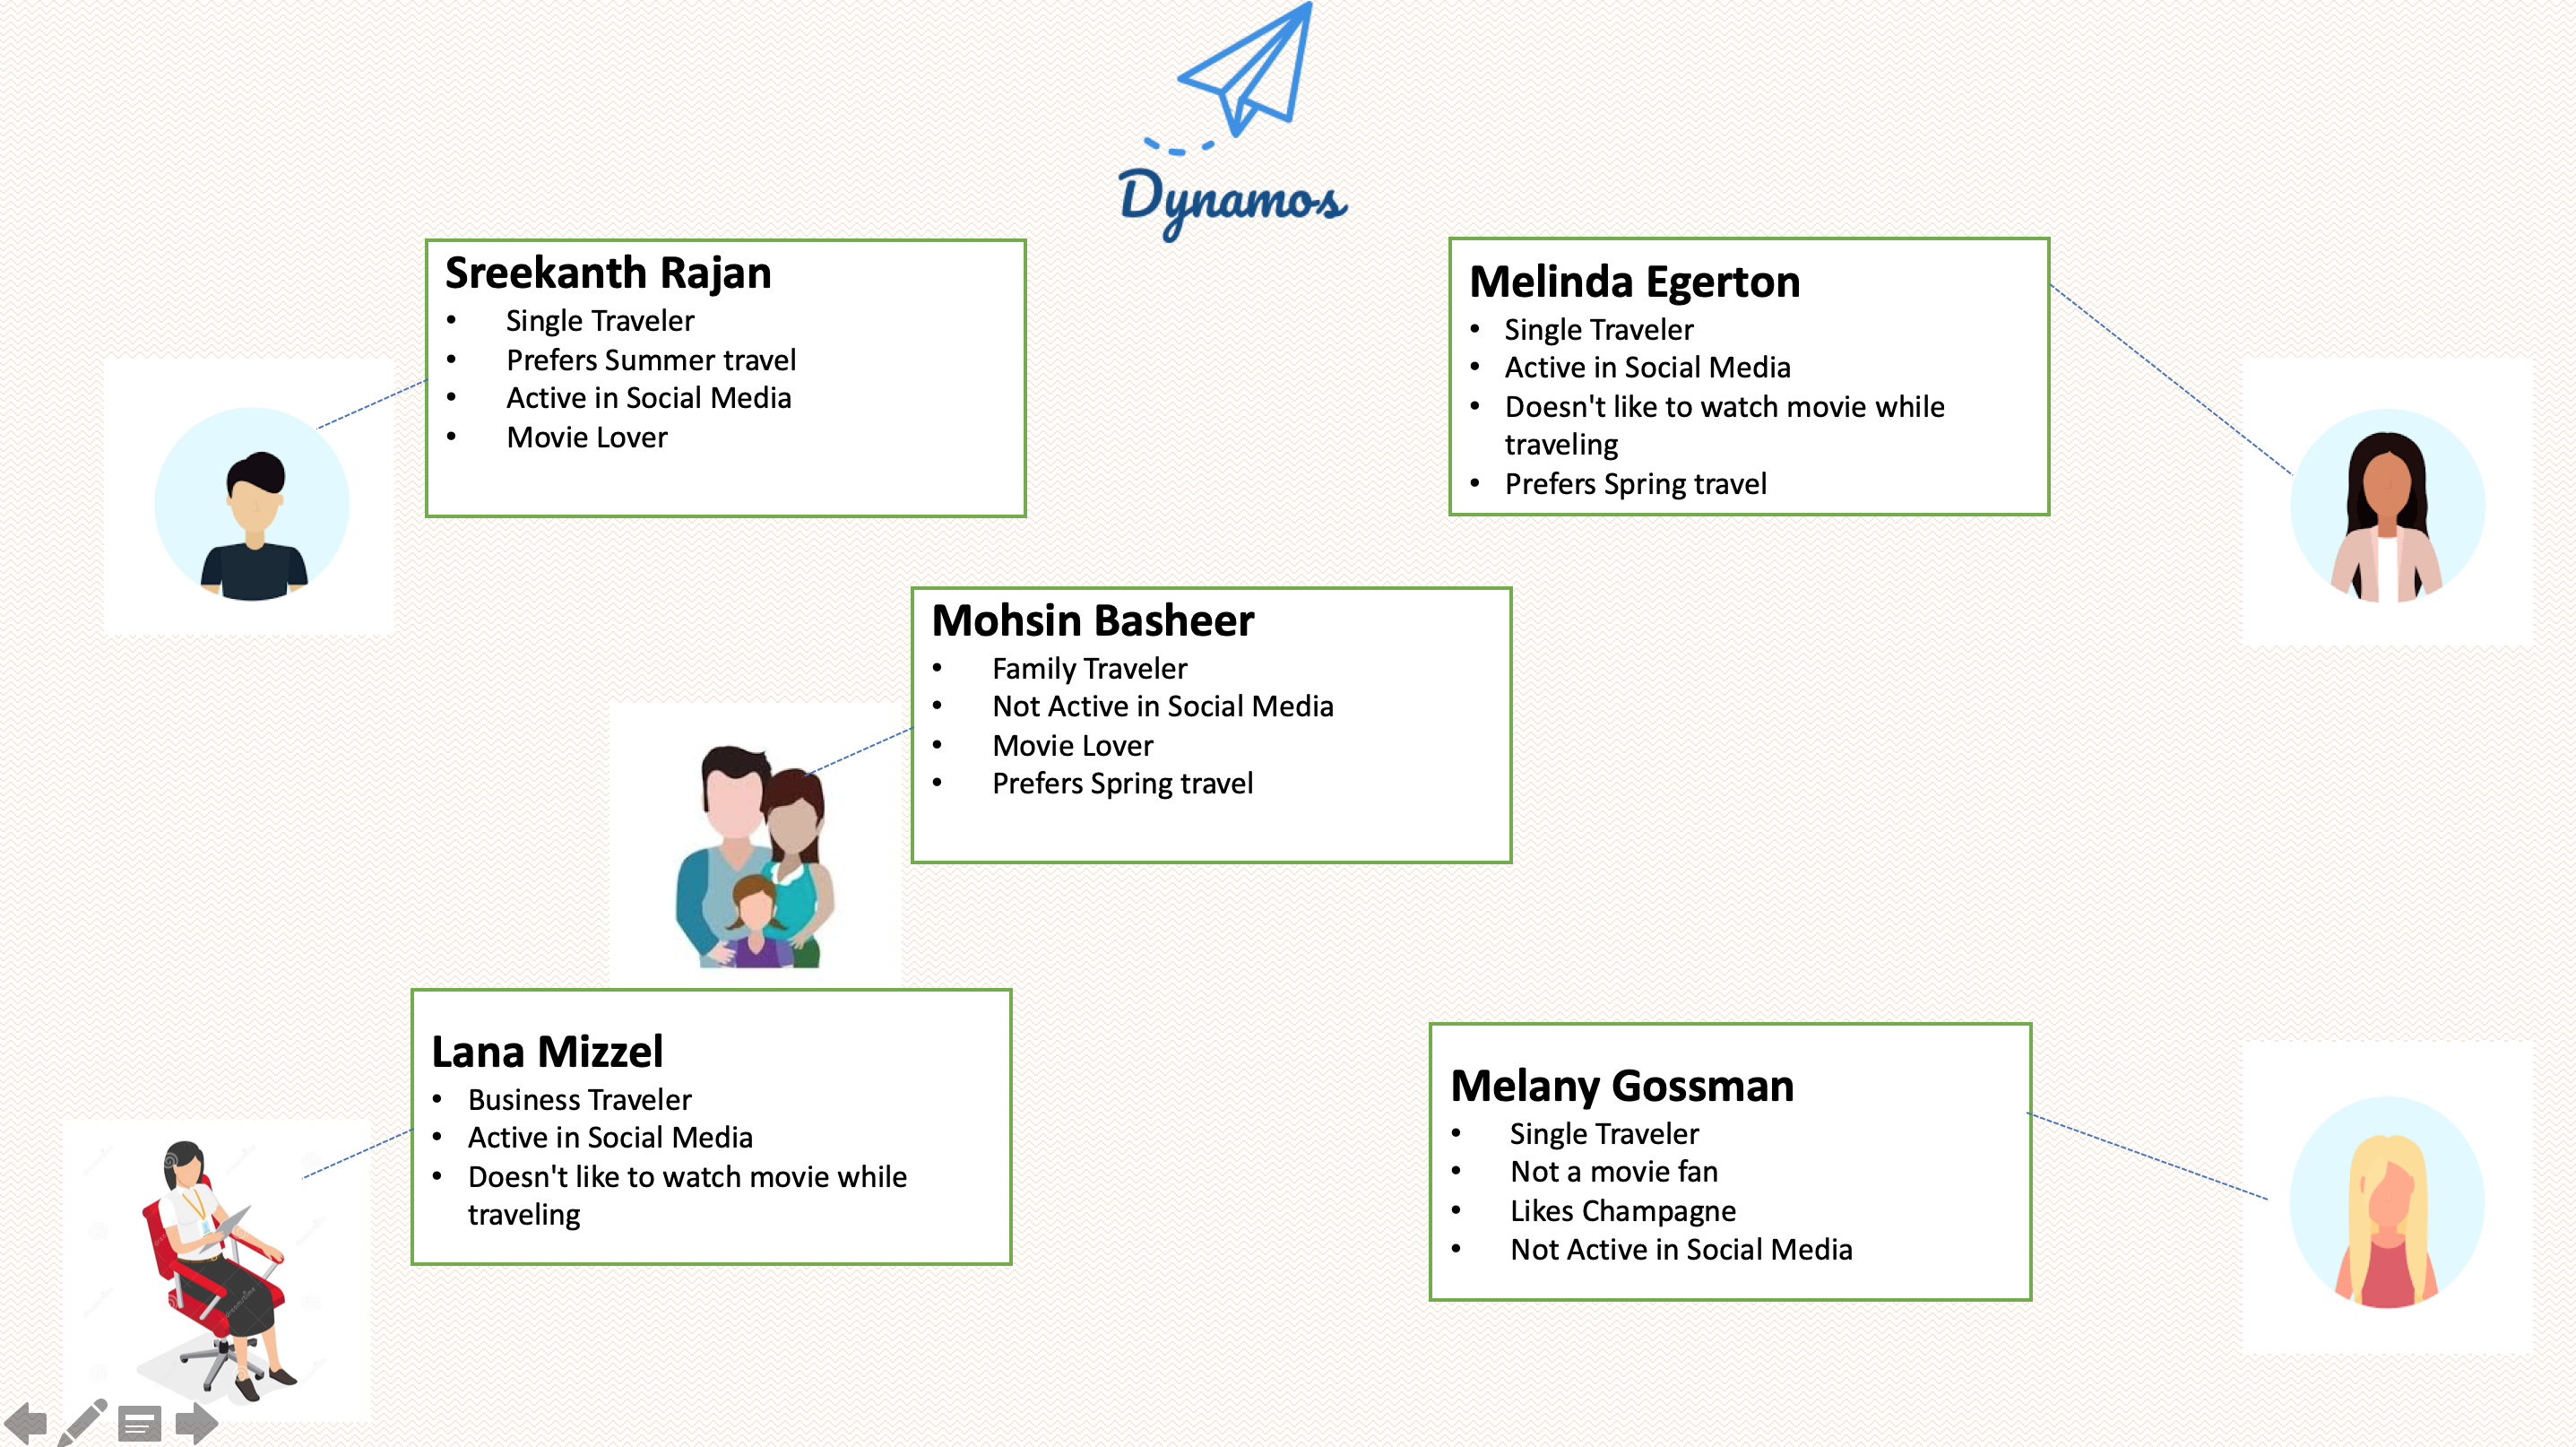 Dynamos
Sreekanth Rajan
• Single Traveler
• Prefers Summer travel
• Active in Social Media
• Movie Lover
Melinda Egerton
• Single Traveler
• Active in Social Media
• Doesn't like to watch movie while
traveling
• Prefers Spring travel
Mohsin Basheer
• Family Traveler
• Not Active in Social Media
• Movie Lover
• Prefers Spring travel
Lana Mizzel
• Business Traveler
• Active in Social Media
• Doesn't like to watch movie while
traveling
Melany Gossman
• Single Traveler
• Not a movie fan
• Likes Champagne
• Not Active in Social Media